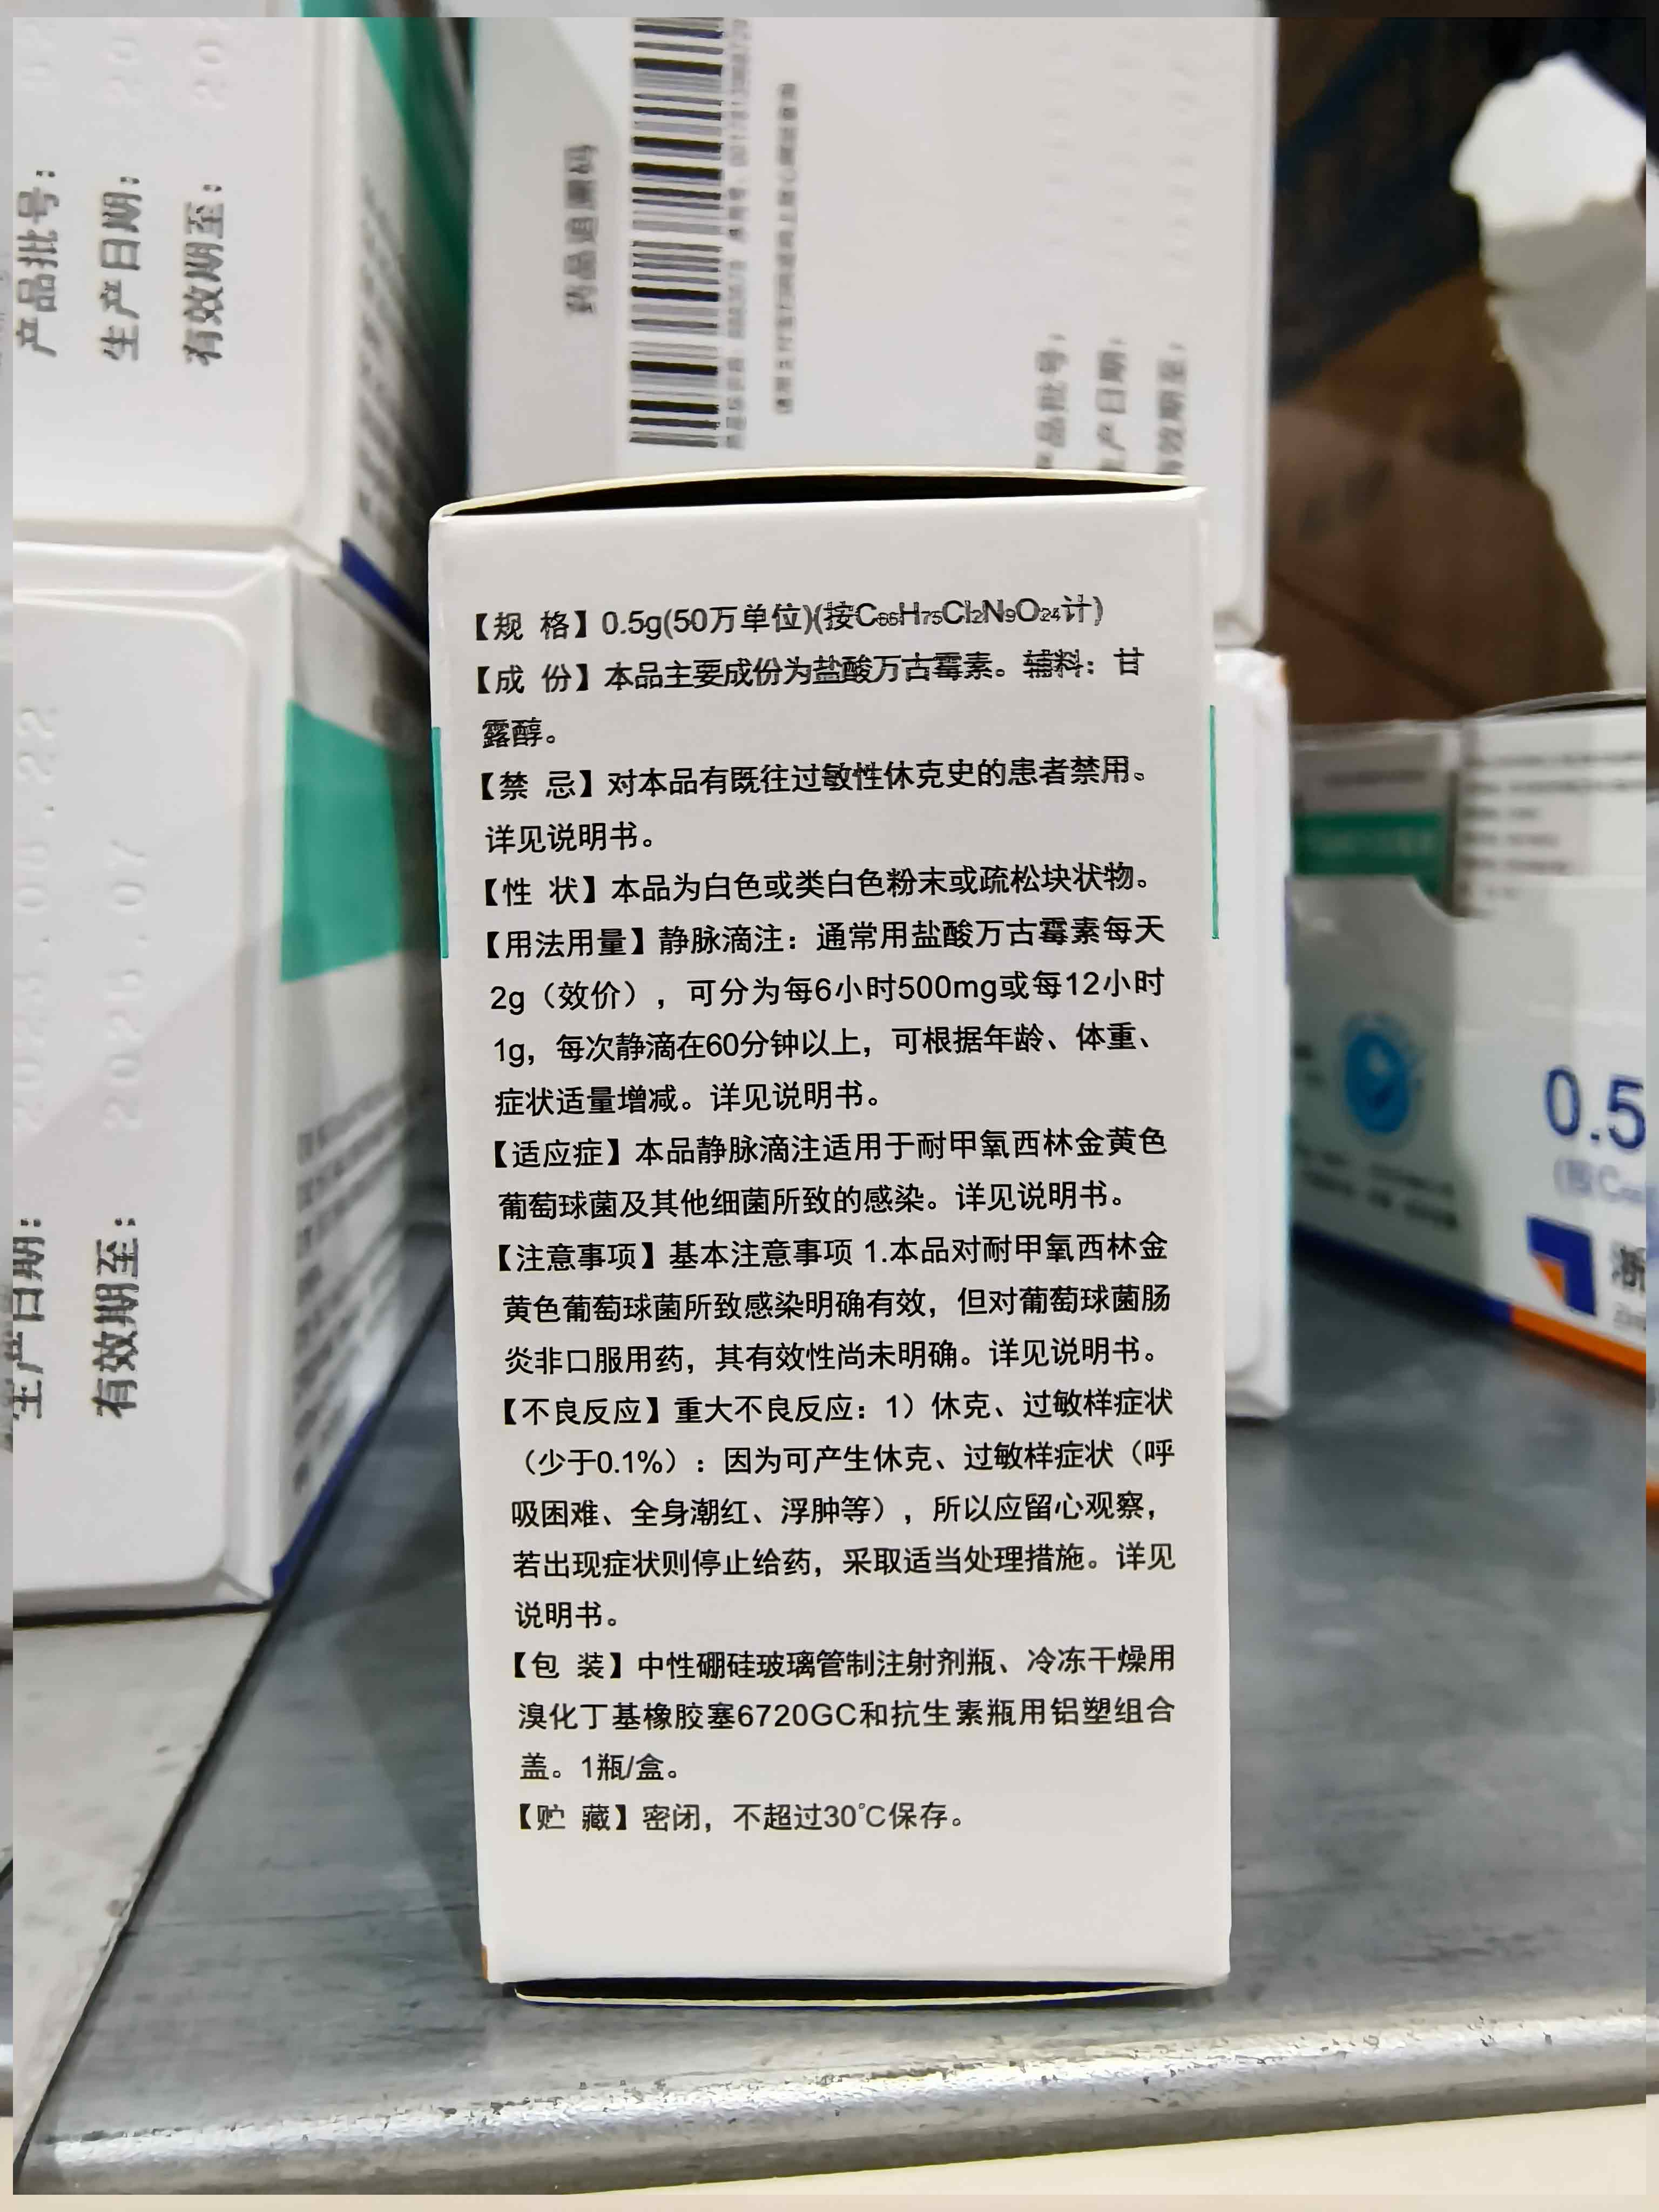 产品批号：
生产日期：
有效期至：
药品追溯码
产品批号：
生产日期：
有效期至：
【规 格】0.5g(50万单位)(按C₆₆H₇₅Cl₂N₉O₂₄计)
【成 份】本品主要成份为盐酸万古霉素。辅料：甘
露醇。
【禁 忌】对本品有既往过敏性休克史的患者禁用。
详见说明书。
【性 状】本品为白色或类白色粉末或疏松块状物。
【用法用量】静脉滴注：通常用盐酸万古霉素每天
2g（效价），可分为每6小时500mg或每12小时
1g，每次静滴在60分钟以上，可根据年龄、体重、
症状适量增减。详见说明书。
【适应症】本品静脉滴注适用于耐甲氧西林金黄色
葡萄球菌及其他细菌所致的感染。详见说明书。
【注意事项】基本注意事项 1.本品对耐甲氧西林金
黄色葡萄球菌所致感染明确有效，但对葡萄球菌肠
炎非口服用药，其有效性尚未明确。详见说明书。
【不良反应】重大不良反应：1）休克、过敏样症状
（少于0.1%）：因为可产生休克、过敏样症状（呼
吸困难、全身潮红、浮肿等），所以应留心观察，
若出现症状则停止给药，采取适当处理措施。详见
说明书。
【包 装】中性硼硅玻璃管制注射剂瓶、冷冻干燥用
溴化丁基橡胶塞6720GC和抗生素瓶用铝塑组合
盖。1瓶/盒。
【贮 藏】密闭，不超过30℃保存。
生产日期：
有效期至：
0.5
浙